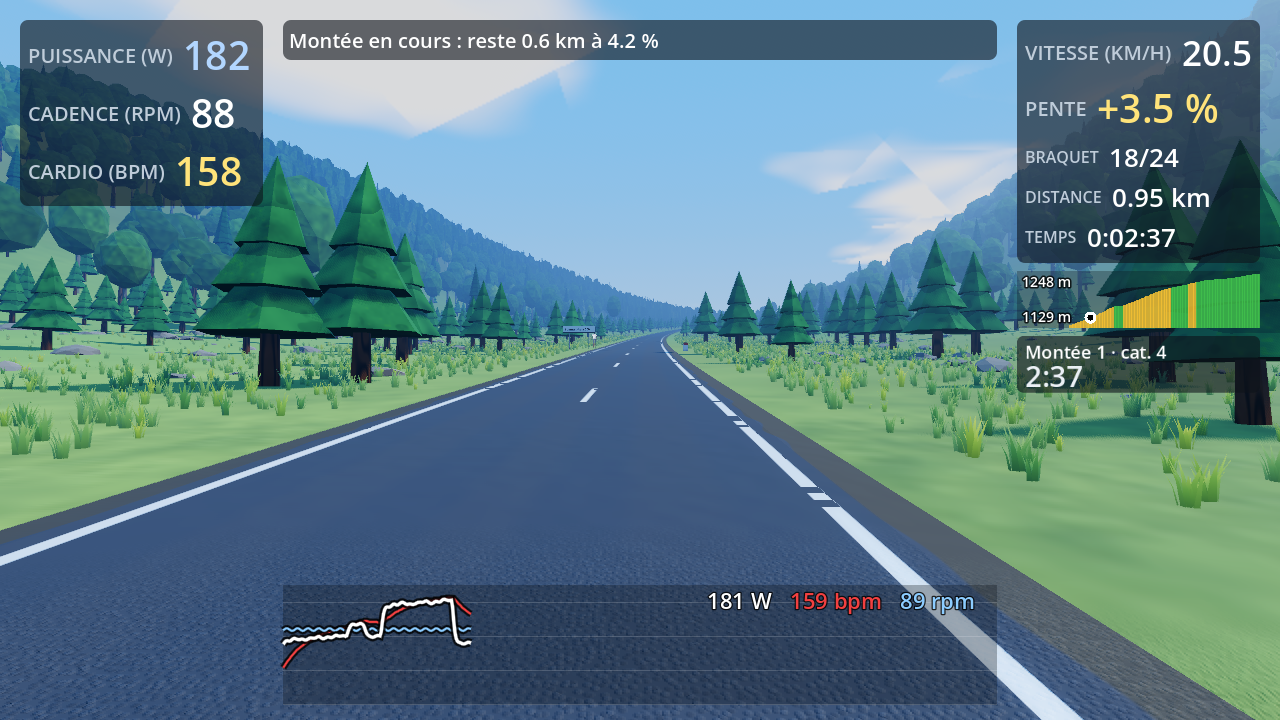 PUISSANCE (W) 182
CADENCE (RPM) 88
CARDIO (BPM) 158
Montée en cours : reste 0.6 km à 4.2 %
VITESSE (KM/H) 20.5
PENTE +3.5 %
BRAQUET 18/24
DISTANCE 0.95 km
TEMPS 0:02:37
1248 m
1129 m
Montée 1 · cat. 4
2:37
181 W 159 bpm 89 rpm